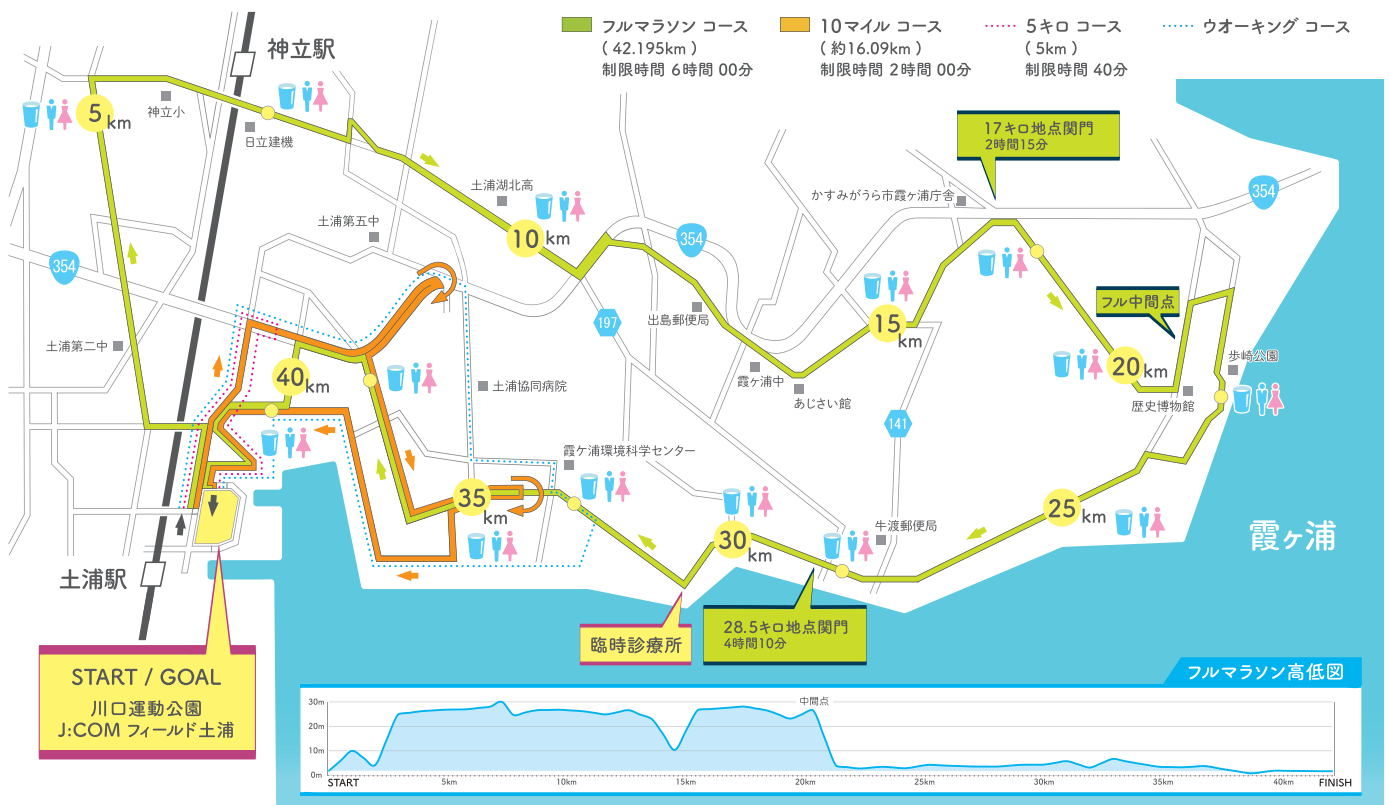 フルマラソン コース
( 42.195km )
制限時間 6時間 00分
10マイル コース
( 約16.09km )
制限時間 2時間 00分
5キロ コース
( 5km )
制限時間 40分
ウオーキング コース
神立駅
5km
神立小
日立建機
17キロ地点関門
2時間15分
土浦湖北高
かすみがうら市霞ヶ浦庁舎
354
土浦第五中
10km
354
354
フル中間点
15km
197
出島郵便局
土浦第二中
歩崎公園
20km
40km
霞ヶ浦中
土浦協同病院
あじさい館
歴史博物館
141
霞ケ浦環境科学センター
35km
25km
牛渡郵便局
30km
霞ヶ浦
土浦駅
28.5キロ地点関門
4時間10分
臨時診療所
START / GOAL
川口運動公園
J:COM フィールド土浦
フルマラソン高低図
30m
中間点
20m
10m
0m
START
5km
10km
15km
20km
25km
30km
35km
40km
FINISH